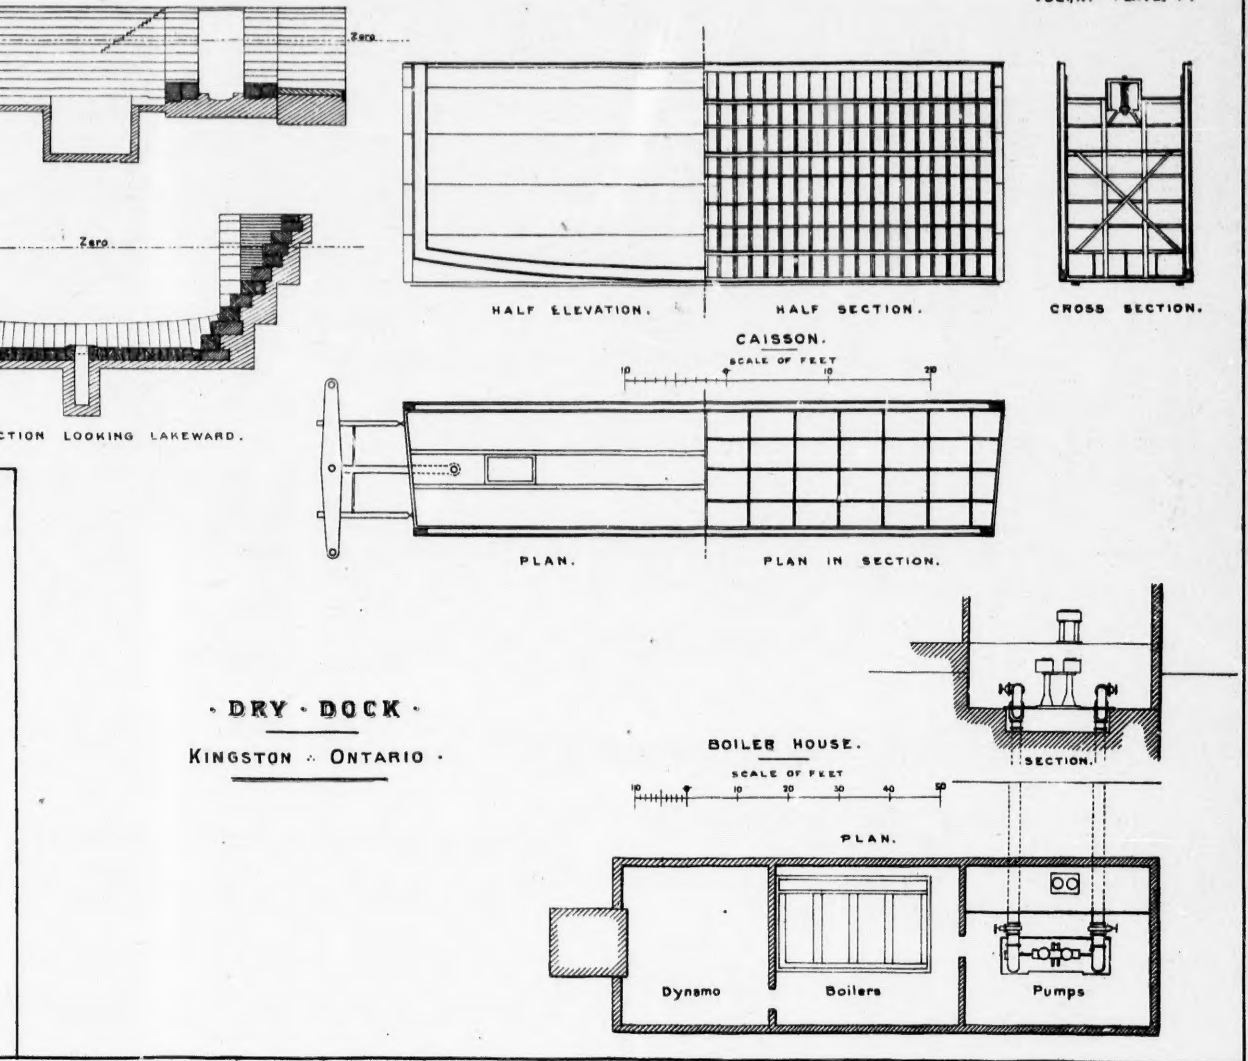 Zero
HALF ELEVATION.
HALF SECTION.
CROSS SECTION.
CAISSON.
SCALE OF FEET
10 0 10 20
Zero
LOOKING LAKEWARD.
PLAN.
PLAN IN SECTION.
· DRY · DOCK ·
KINGSTON ∴ ONTARIO ·
SECTION.
BOILER HOUSE.
SCALE OF FEET
10 0 10 20 30 40 50
PLAN.
Dynamo
Boilers
Pumps